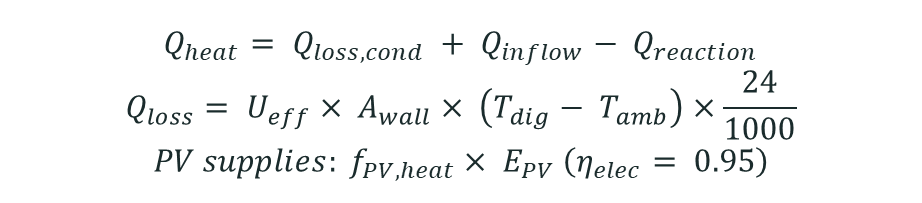 Q_heat = Q_loss,cond + Q_inflow − Q_reaction
Q_loss = U_eff × A_wall × (T_dig − T_amb) × 24/1000
PV supplies: f_PV,heat × E_PV (η_elec = 0.95)